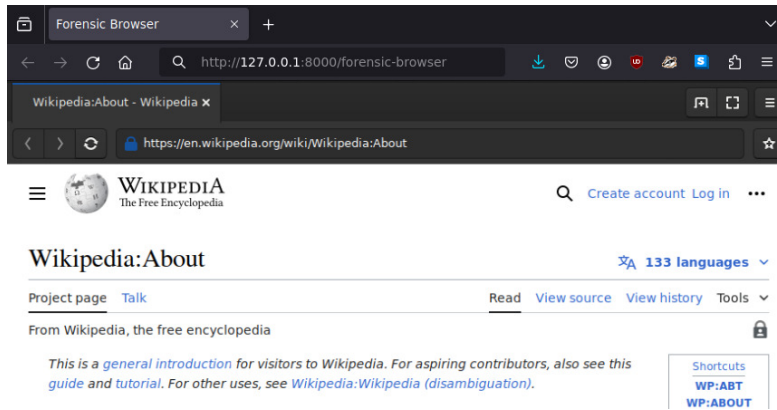 Forensic Browser
http://127.0.0.1:8000/forensic-browser
Wikipedia:About - Wikipedia
https://en.wikipedia.org/wiki/Wikipedia:About
WIKIPEDIA
The Free Encyclopedia
Create account Log in
Wikipedia:About
133 languages
Project page Talk Read View source View history Tools
From Wikipedia, the free encyclopedia
This is a general introduction for visitors to Wikipedia. For aspiring contributors, also see this
guide and tutorial. For other uses, see Wikipedia:Wikipedia (disambiguation).
Shortcuts
WP:ABT
WP:ABOUT